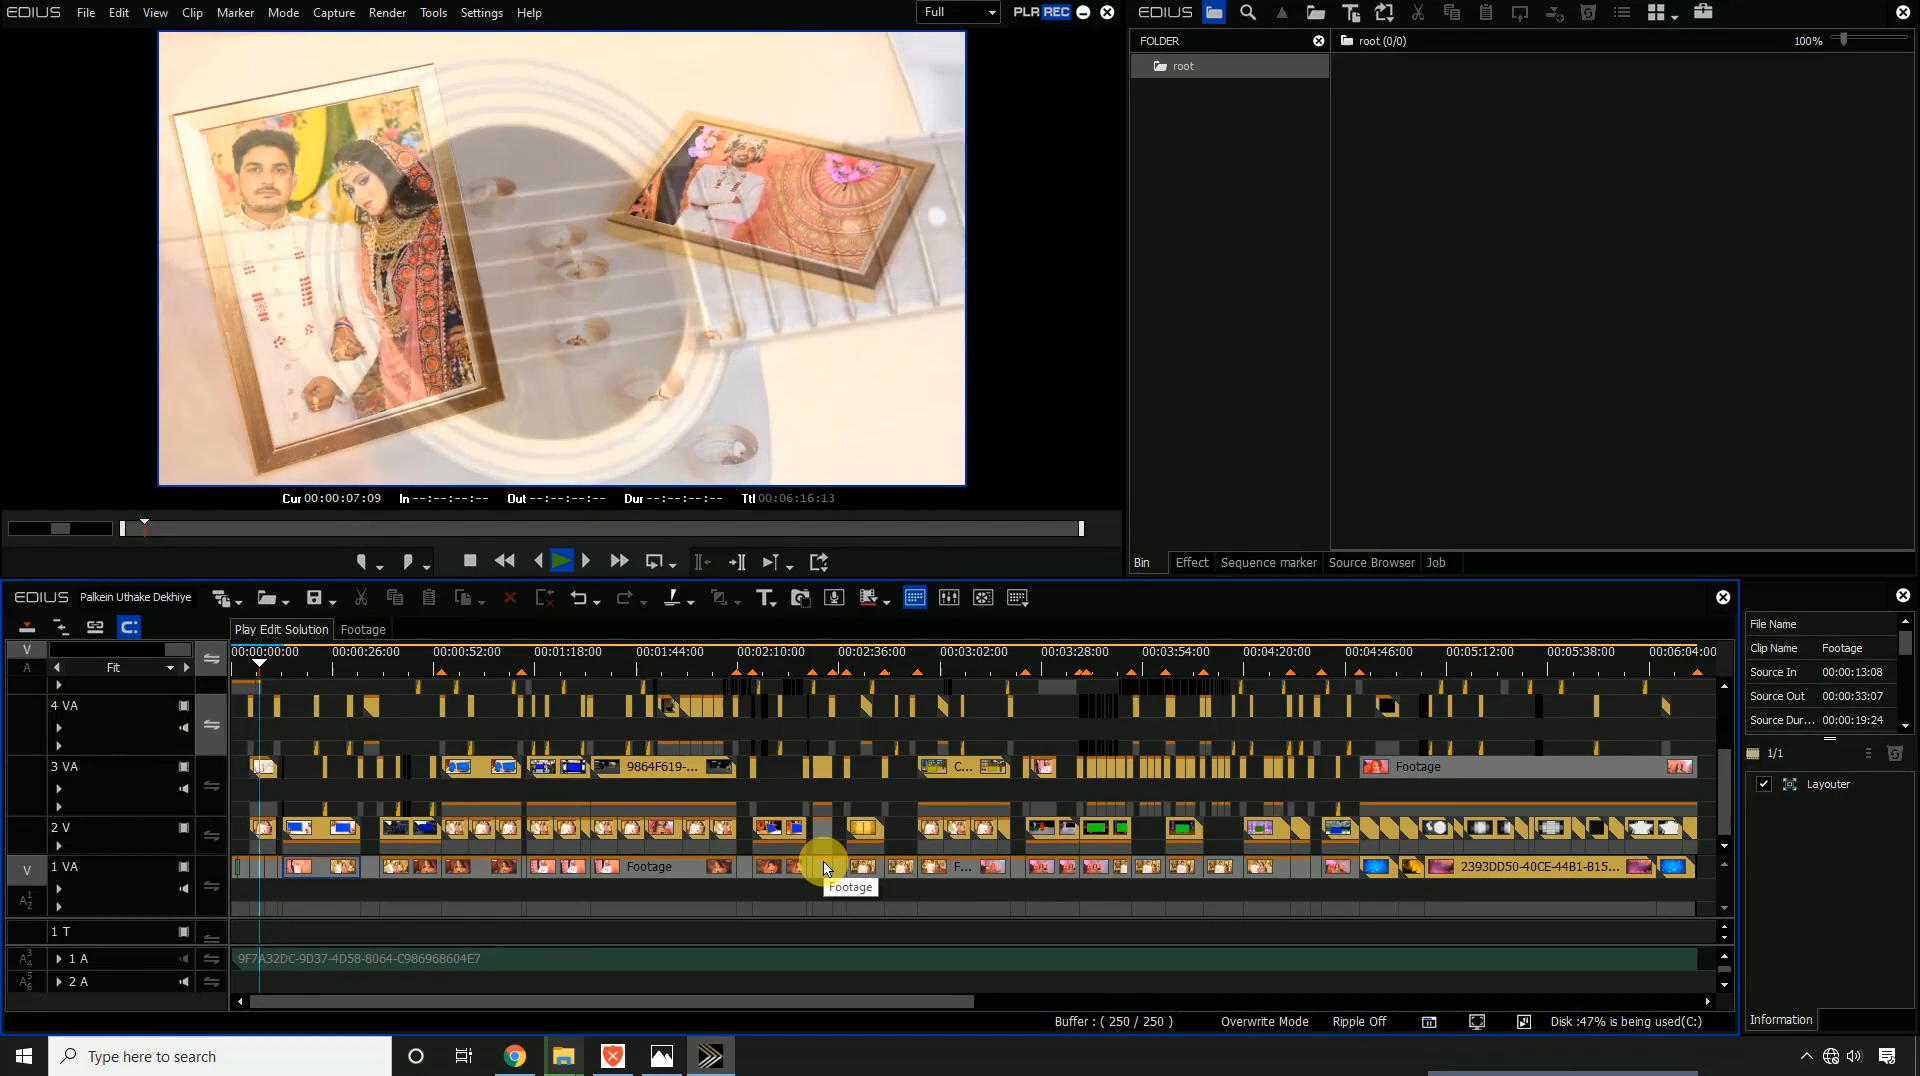 EDIUS File Edit View Clip Marker Mode Capture Render Tools Settings Help Full PLR REC
EDIUS
FOLDER root (0/0) 100%
root
Cur 00:00:07:09 In --:--:--:-- Out --:--:--:-- Dur --:--:--:-- Ttl 00:06:16:13
Bin Effect Sequence marker Source Browser Job
EDIUS Palkein Uthake Dekhiye
Play Edit Solution Footage
V
A Fit
00:00:00:00 00:00:26:00 00:00:52:00 00:01:18:00 00:01:44:00 00:02:10:00 00:02:36:00 00:03:02:00 00:03:28:00 00:03:54:00 00:04:20:00 00:04:46:00 00:05:12:00 00:05:38:00 00:06:04:00
4 VA
3 VA 9864F619-... C... Footage
2 V
V 1 VA Footage F... 2393DD50-40CE-44B1-B15...
Footage
A 1 2
1 T
A 3 4 1 A 9F7A32DC-9D37-4D58-8064-C986968604E7
A 5 6 2 A
Buffer : ( 250 / 250 ) Overwrite Mode Ripple Off Disk :47% is being used(C:)
File Name
Clip Name Footage
Source In 00:00:13:08
Source Out 00:00:33:07
Source Dur... 00:00:19:24
1/1
Layouter
Information
Type here to search